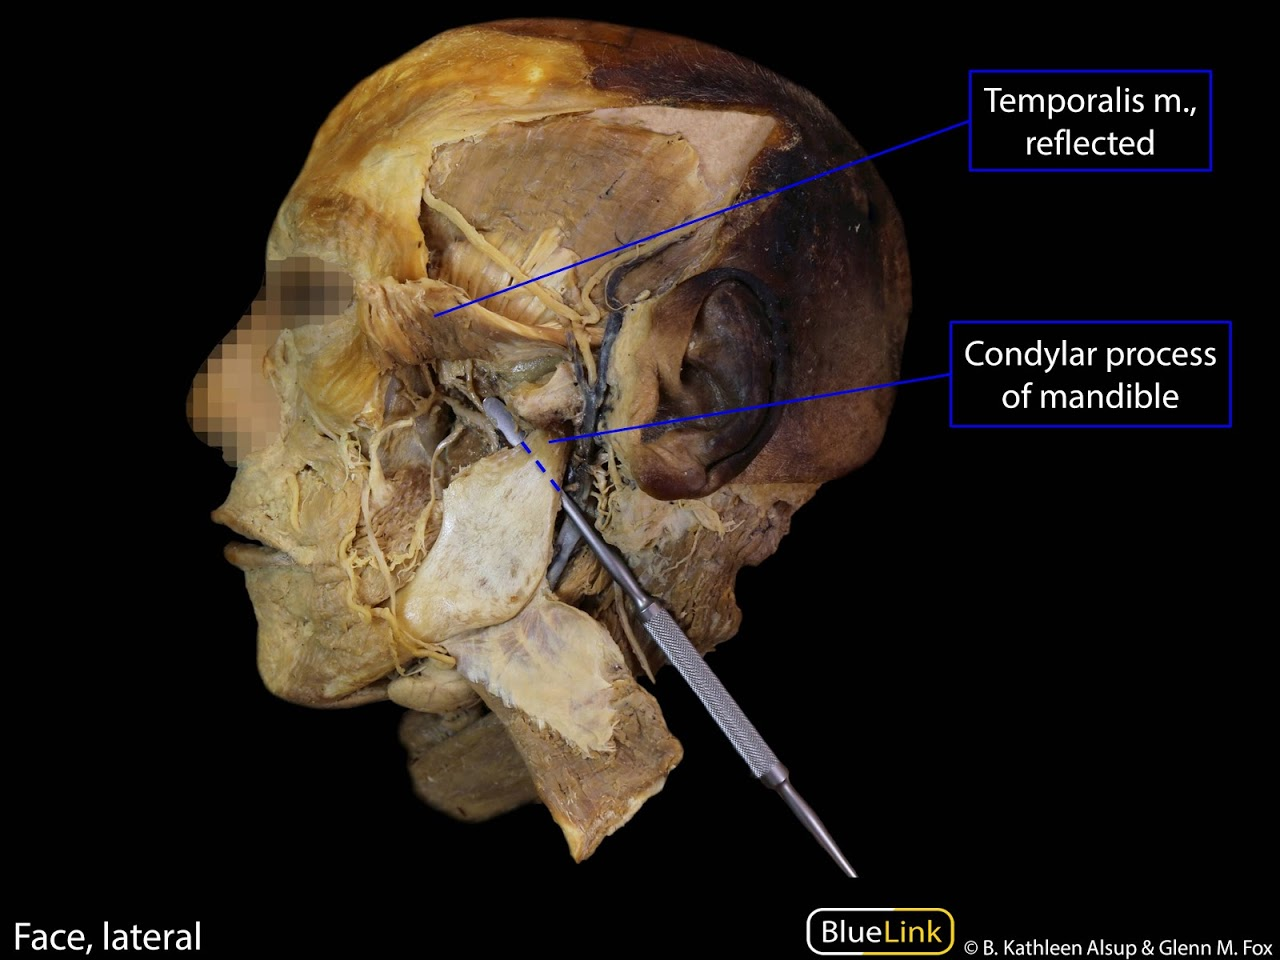 Temporalis m.,
reflected
Condylar process
of mandible
Face, lateral
BlueLink
© B. Kathleen Alsup & Glenn M. Fox